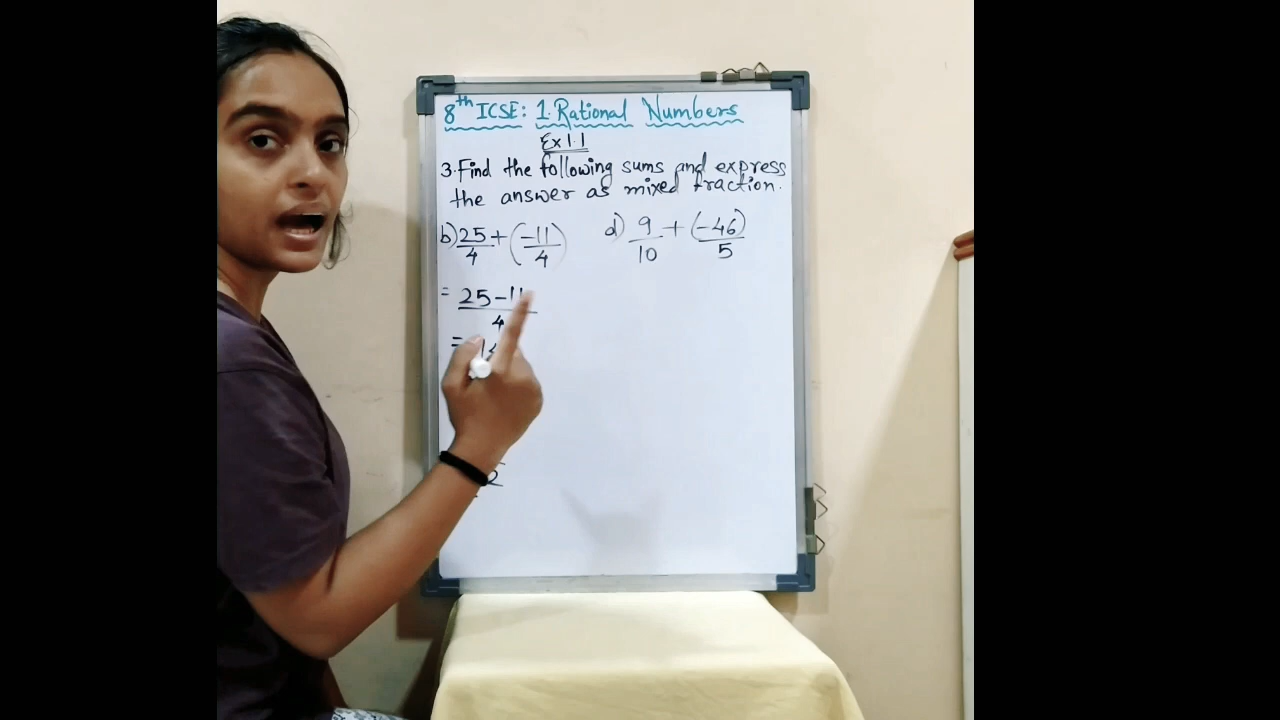 8th ICSE: 1. Rational Numbers
Ex 1.1
3. Find the following sums and express
the answer as mixed fraction.
b) 25/4 + (-11/4) d) 9/10 + (-46)/5
= 25-11/4
=
2